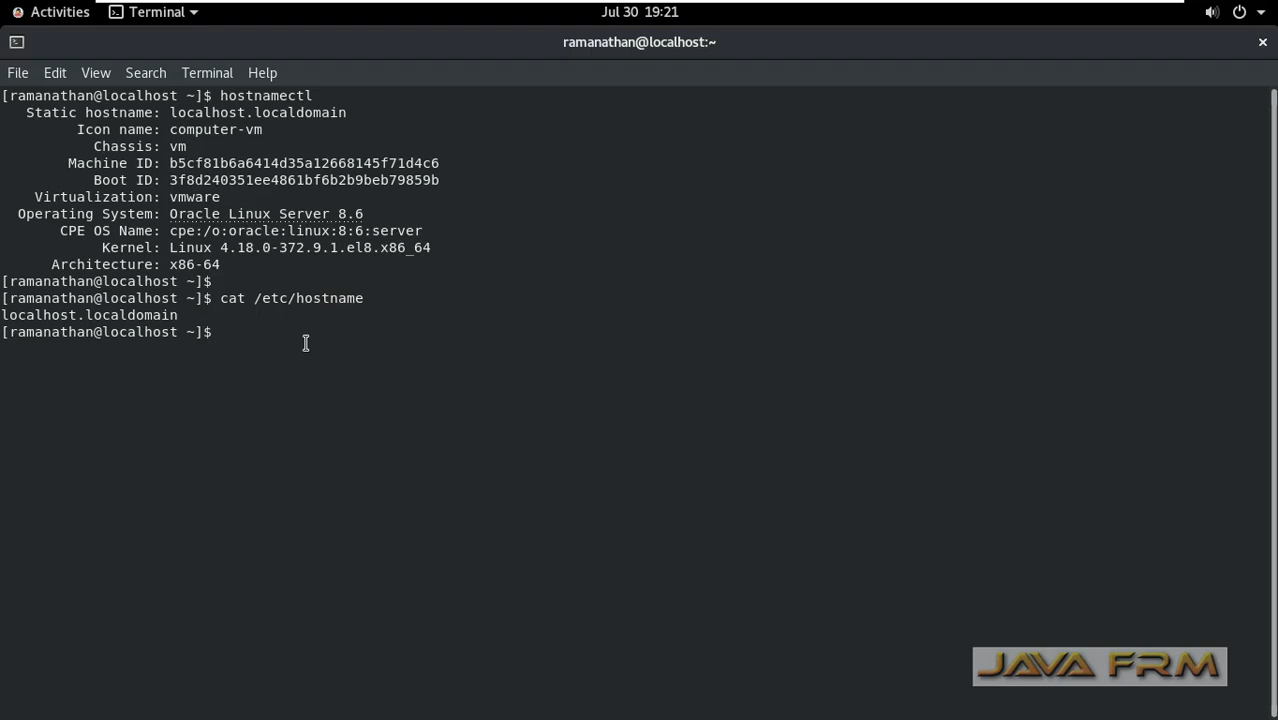 Activities Terminal Jul 30 19:21
ramanathan@localhost:~ ×
File Edit View Search Terminal Help
[ramanathan@localhost ~]$ hostnamectl
   Static hostname: localhost.localdomain
         Icon name: computer-vm
           Chassis: vm
        Machine ID: b5cf81b6a6414d35a12668145f71d4c6
           Boot ID: 3f8d240351ee4861bf6b2b9beb79859b
    Virtualization: vmware
  Operating System: Oracle Linux Server 8.6
       CPE OS Name: cpe:/o:oracle:linux:8:6:server
            Kernel: Linux 4.18.0-372.9.1.el8.x86_64
      Architecture: x86-64
[ramanathan@localhost ~]$
[ramanathan@localhost ~]$ cat /etc/hostname
localhost.localdomain
[ramanathan@localhost ~]$
JAVA FRM